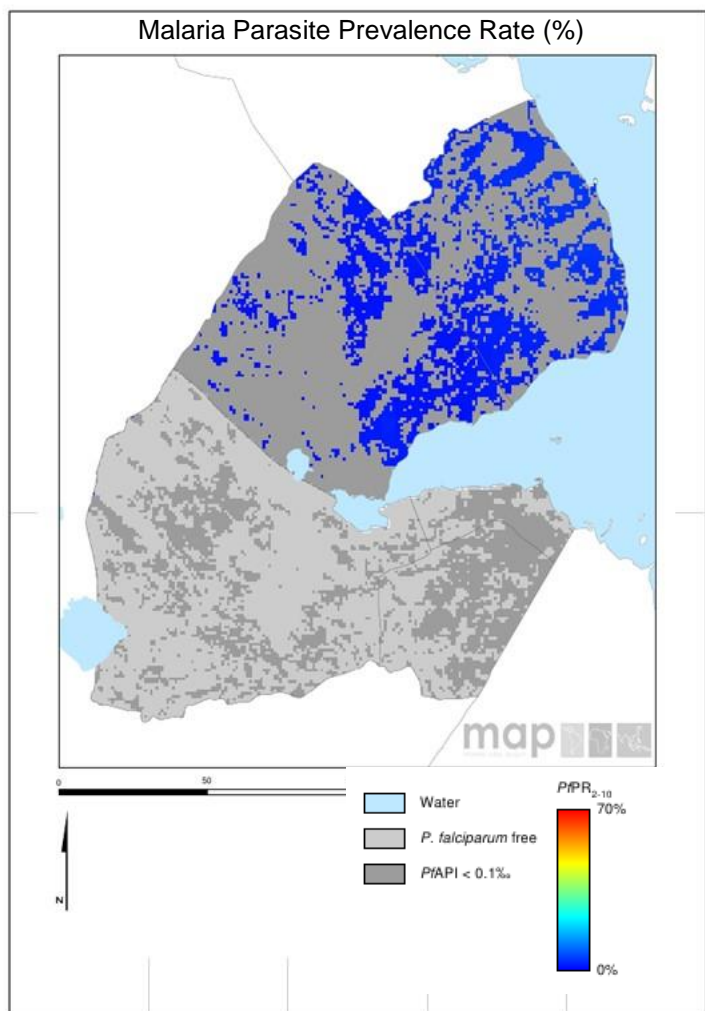 Malaria Parasite Prevalence Rate (%)
map
0 50
Water
P. falciparum free
PfAPI < 0.1‰
PfPR2-10
70%
0%
N